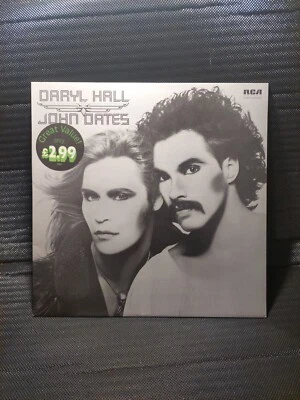 DARYL HALL
JOHN OATES
RCA
Great Value!
£2.99